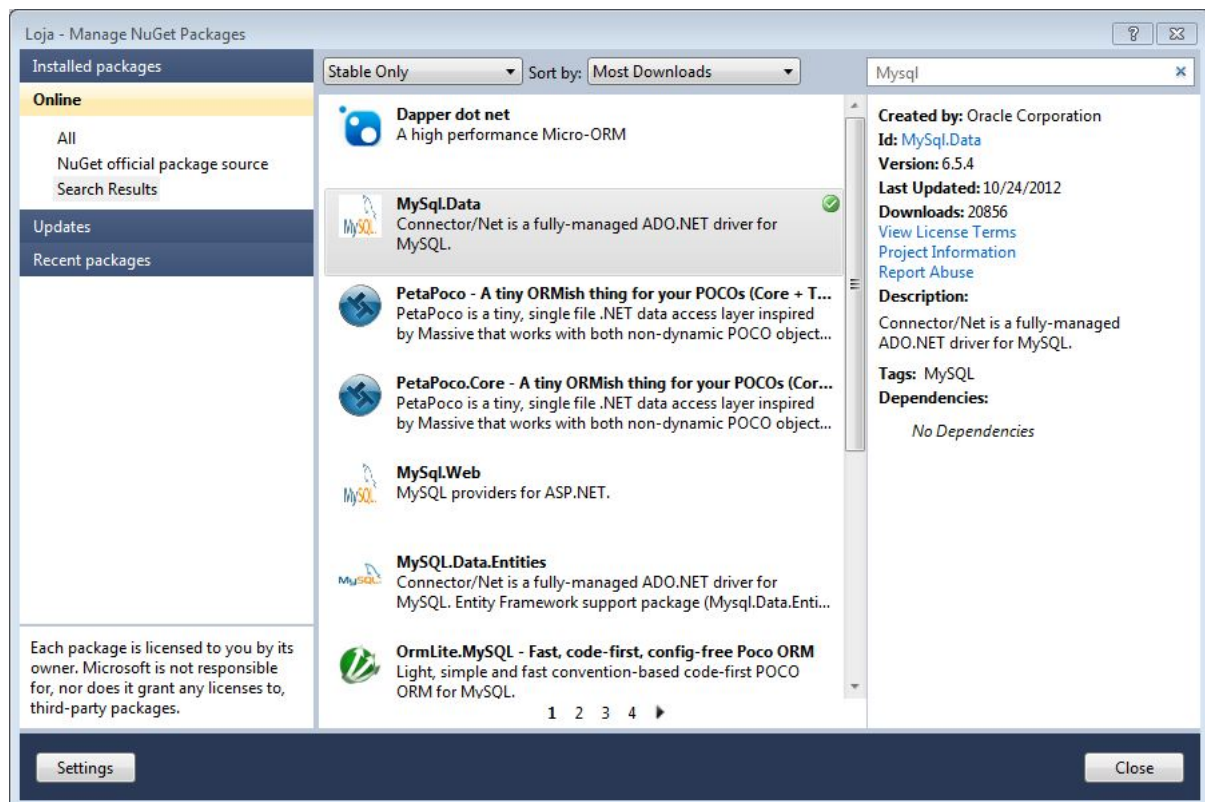 Loja - Manage NuGet Packages
Installed packages
Online
All
NuGet official package source
Search Results
Updates
Recent packages
Each package is licensed to you by its
owner. Microsoft is not responsible
for, nor does it grant any licenses to,
third-party packages.
Stable Only
Sort by: Most Downloads
Dapper dot net
A high performance Micro-ORM
MySQL
MySql.Data
Connector/Net is a fully-managed ADO.NET driver for
MySQL.
PetaPoco - A tiny ORMish thing for your POCOs (Core + T...
PetaPoco is a tiny, single file .NET data access layer inspired
by Massive that works with both non-dynamic POCO object...
PetaPoco.Core - A tiny ORMish thing for your POCOs (Cor...
PetaPoco is a tiny, single file .NET data access layer inspired
by Massive that works with both non-dynamic POCO object...
MySQL
MySql.Web
MySQL providers for ASP.NET.
MySQL
MySQL.Data.Entities
Connector/Net is a fully-managed ADO.NET driver for
MySQL. Entity Framework support package (Mysql.Data.Enti...
OrmLite.MySQL - Fast, code-first, config-free Poco ORM
Light, simple and fast convention-based code-first POCO
ORM for MySQL.
1 2 3 4
Mysql
Created by: Oracle Corporation
Id: MySql.Data
Version: 6.5.4
Last Updated: 10/24/2012
Downloads: 20856
View License Terms
Project Information
Report Abuse
Description:
Connector/Net is a fully-managed
ADO.NET driver for MySQL.
Tags: MySQL
Dependencies:
No Dependencies
Settings
Close